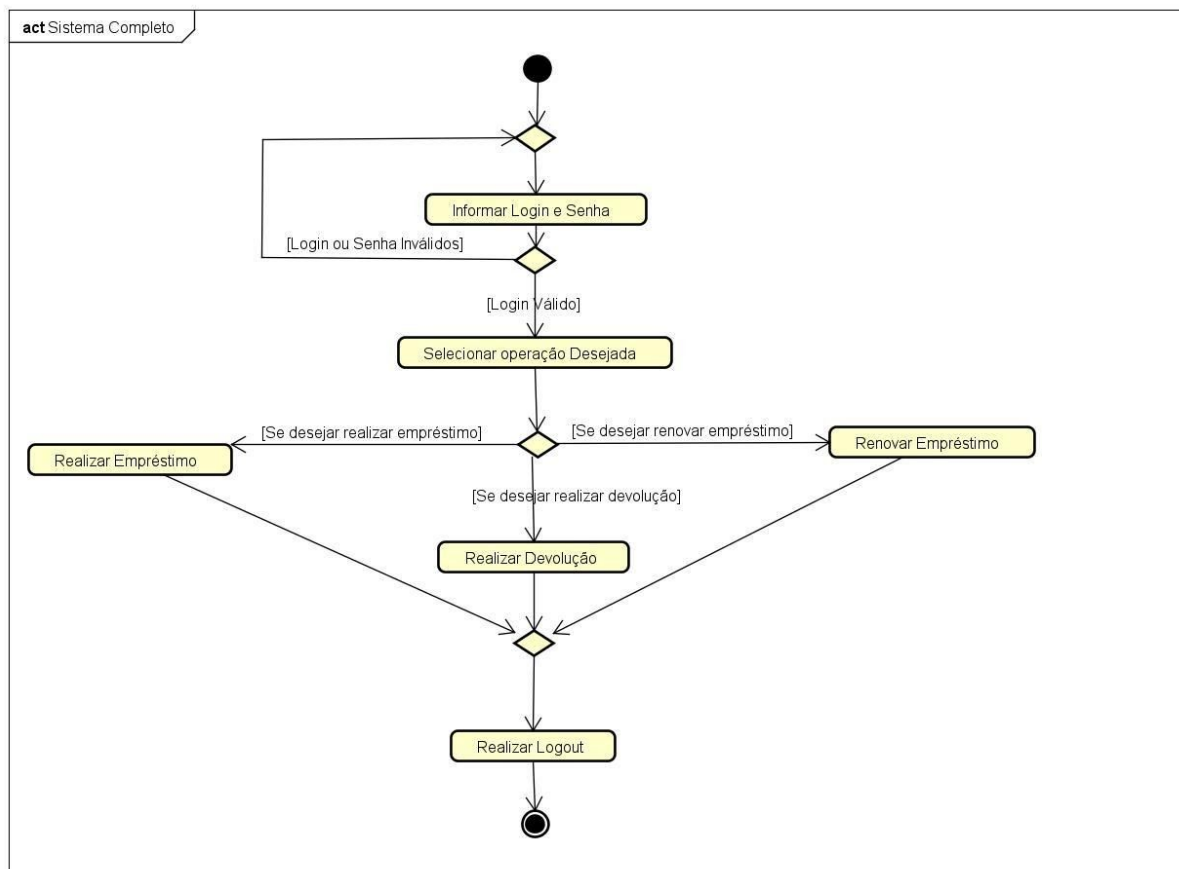 act Sistema Completo
Informar Login e Senha
[Login ou Senha Inválidos]
[Login Válido]
Selecionar operação Desejada
[Se desejar realizar empréstimo]
[Se desejar renovar empréstimo]
Realizar Empréstimo
Renovar Empréstimo
[Se desejar realizar devolução]
Realizar Devolução
Realizar Logout